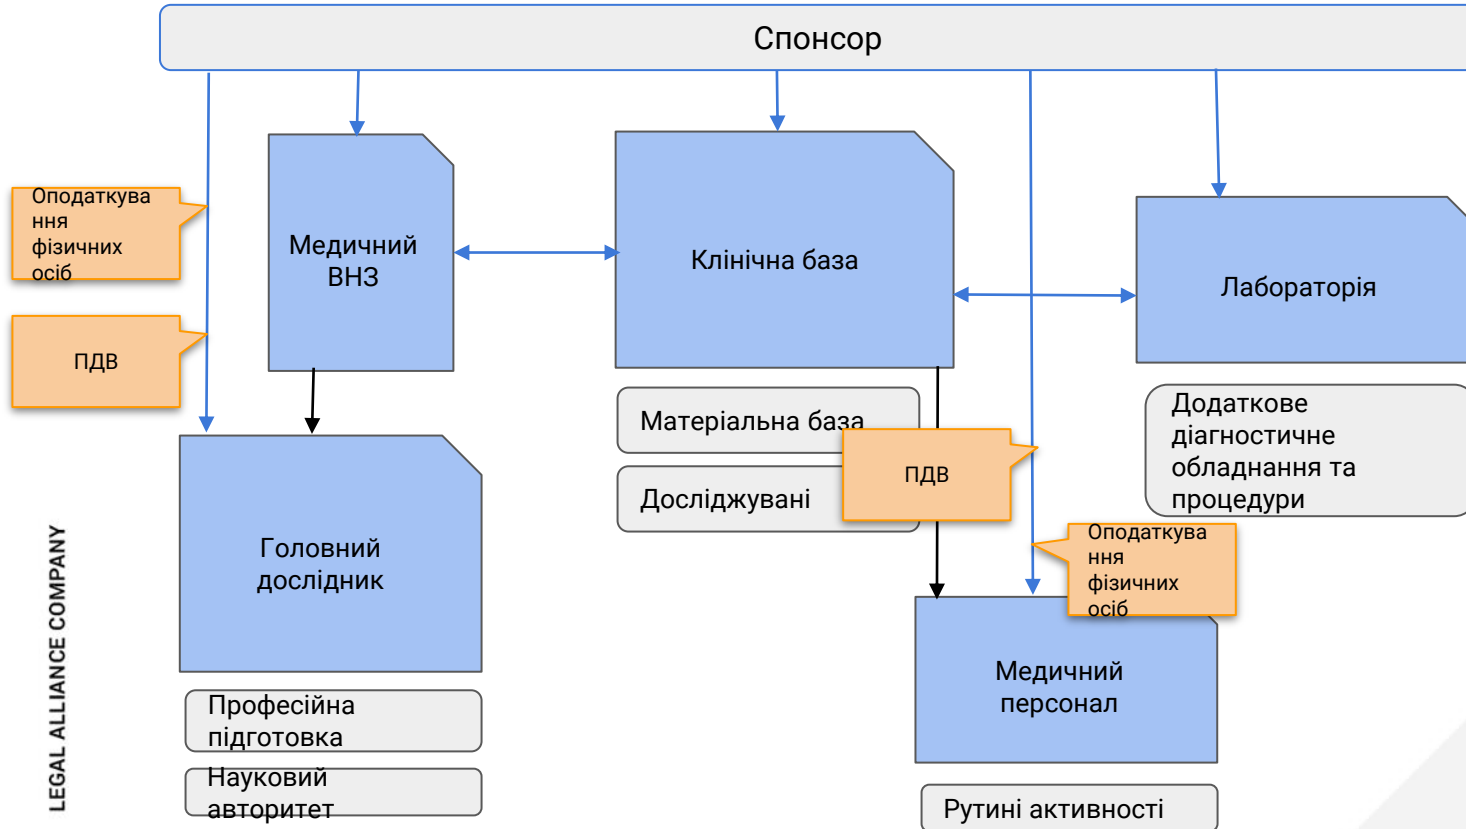 Спонсор
Оподаткува
ння
фізичних
осіб
Медичний
ВНЗ
Клінічна база
Лабораторія
ПДВ
Матеріальна база
Досліджувані
ПДВ
Додаткове
діагностичне
обладнання та
процедури
Головний
дослідник
Оподаткува
ння
фізичних
осіб
Медичний
персонал
Професійна
підготовка
Науковий
авторитет
Рутині активності
LEGAL ALLIANCE COMPANY